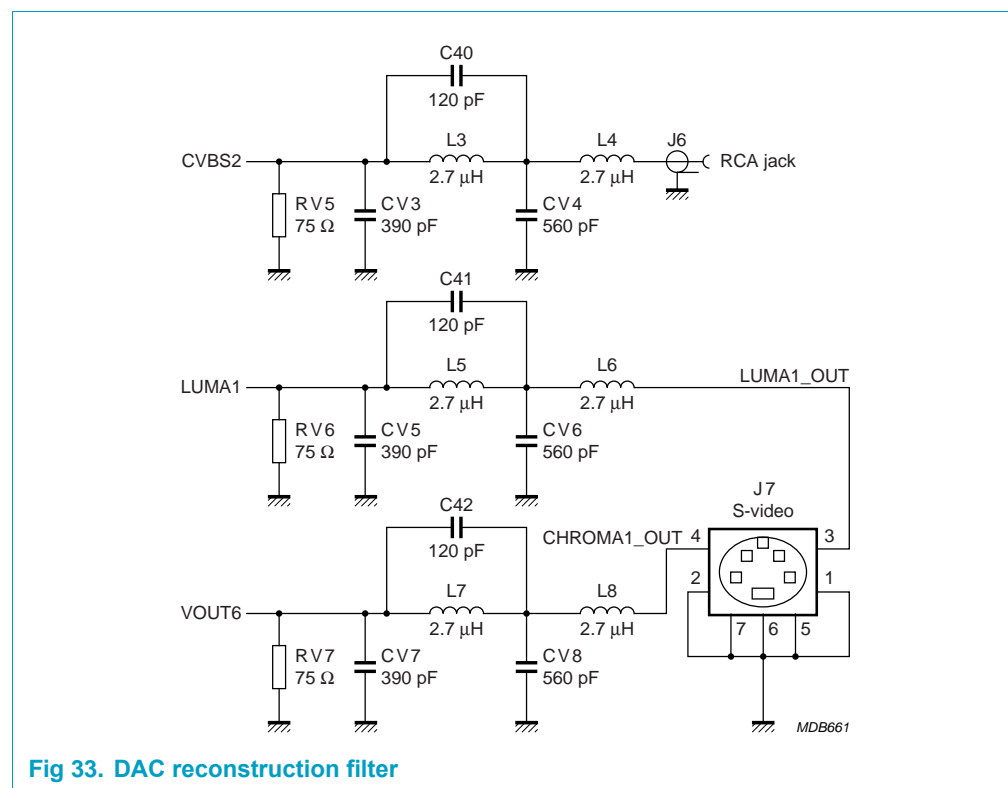 C40
120 pF
L3
L4
J6
CVBS2
RCA jack
2.7 μH
2.7 μH
RV5
75 Ω
CV3
390 pF
CV4
560 pF
C41
120 pF
L5
L6
LUMA1_OUT
LUMA1
2.7 μH
2.7 μH
RV6
75 Ω
CV5
390 pF
CV6
560 pF
J7
S-video
C42
120 pF
CHROMA1_OUT
4
3
2
1
L7
L8
VOUT6
2.7 μH
2.7 μH
7
6
5
RV7
75 Ω
CV7
390 pF
CV8
560 pF
MDB661
Fig 33. DAC reconstruction filter